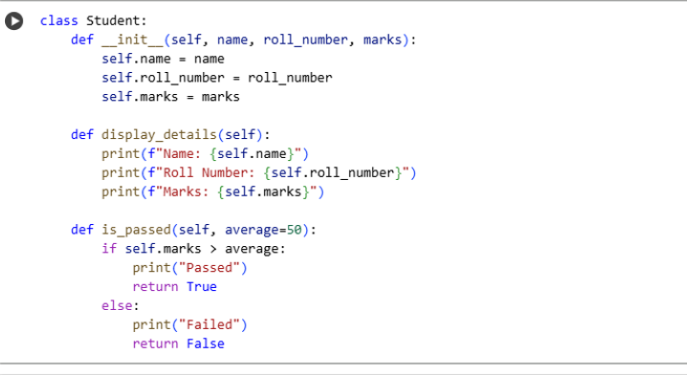 class Student:
    def __init__(self, name, roll_number, marks):
        self.name = name
        self.roll_number = roll_number
        self.marks = marks

    def display_details(self):
        print(f"Name: {self.name}")
        print(f"Roll Number: {self.roll_number}")
        print(f"Marks: {self.marks}")

    def is_passed(self, average=50):
        if self.marks > average:
            print("Passed")
            return True
        else:
            print("Failed")
            return False